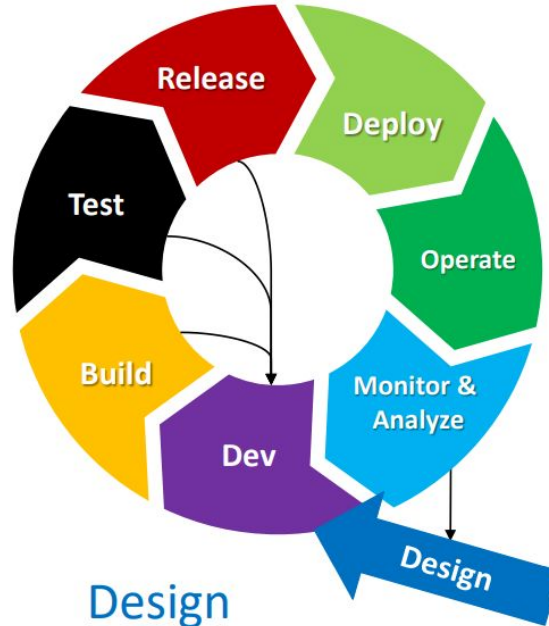 Release
Deploy
Test
Operate
Build
Monitor &
Analyze
Dev
Design
Design